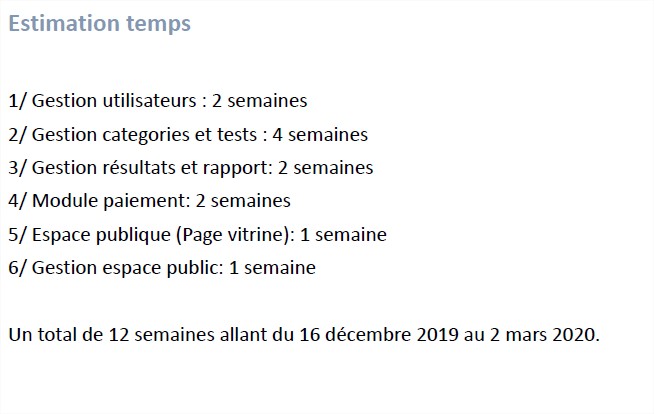 Estimation temps
1/ Gestion utilisateurs : 2 semaines
2/ Gestion categories et tests : 4 semaines
3/ Gestion résultats et rapport: 2 semaines
4/ Module paiement: 2 semaines
5/ Espace publique (Page vitrine): 1 semaine
6/ Gestion espace public: 1 semaine
Un total de 12 semaines allant du 16 décembre 2019 au 2 mars 2020.